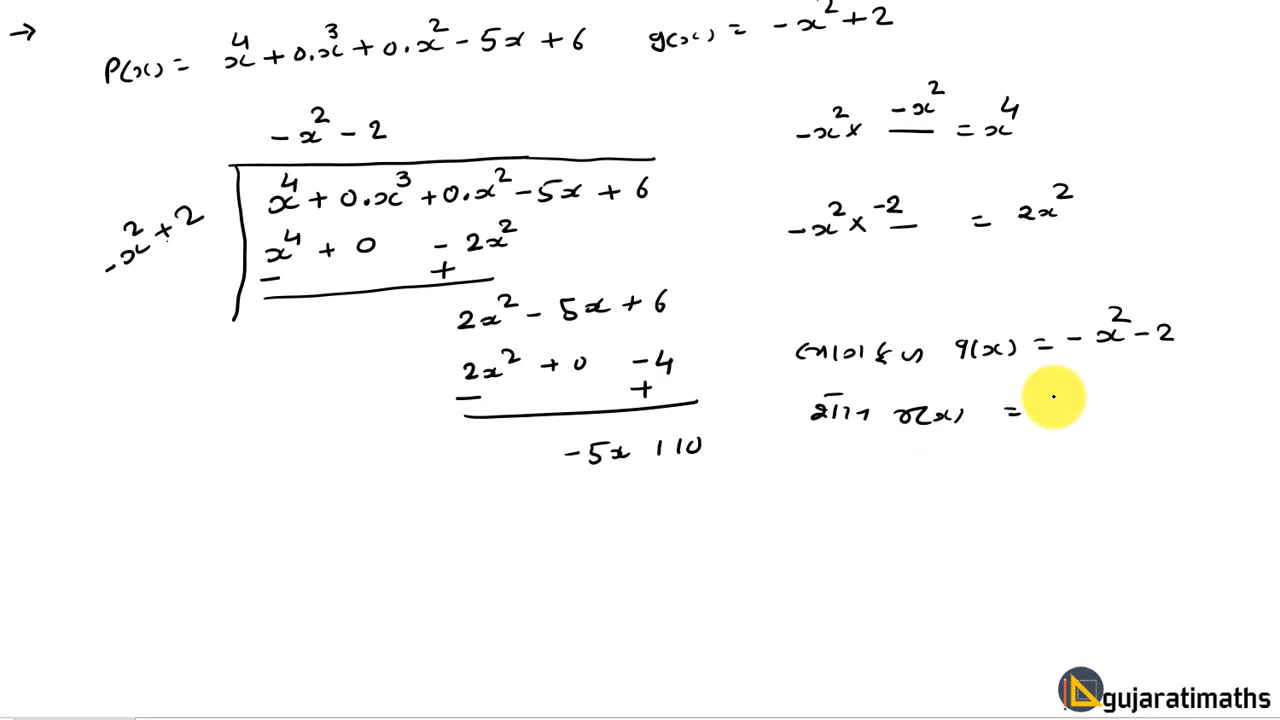 → P(x) = x⁴ + 0.x³ + 0.x² - 5x + 6 g(x) = -x² + 2
-x² - 2
-x² + 2 x⁴ + 0.x³ + 0.x² - 5x + 6
x⁴ + 0 - 2x²
- +
2x² - 5x + 6
2x² + 0 - 4
- +
-5x + 10
-x² × -x² = x⁴
-x² × -2 = 2x²
ભાગફળ q(x) = -x² - 2
શેષ r(x) =
gujaratimaths